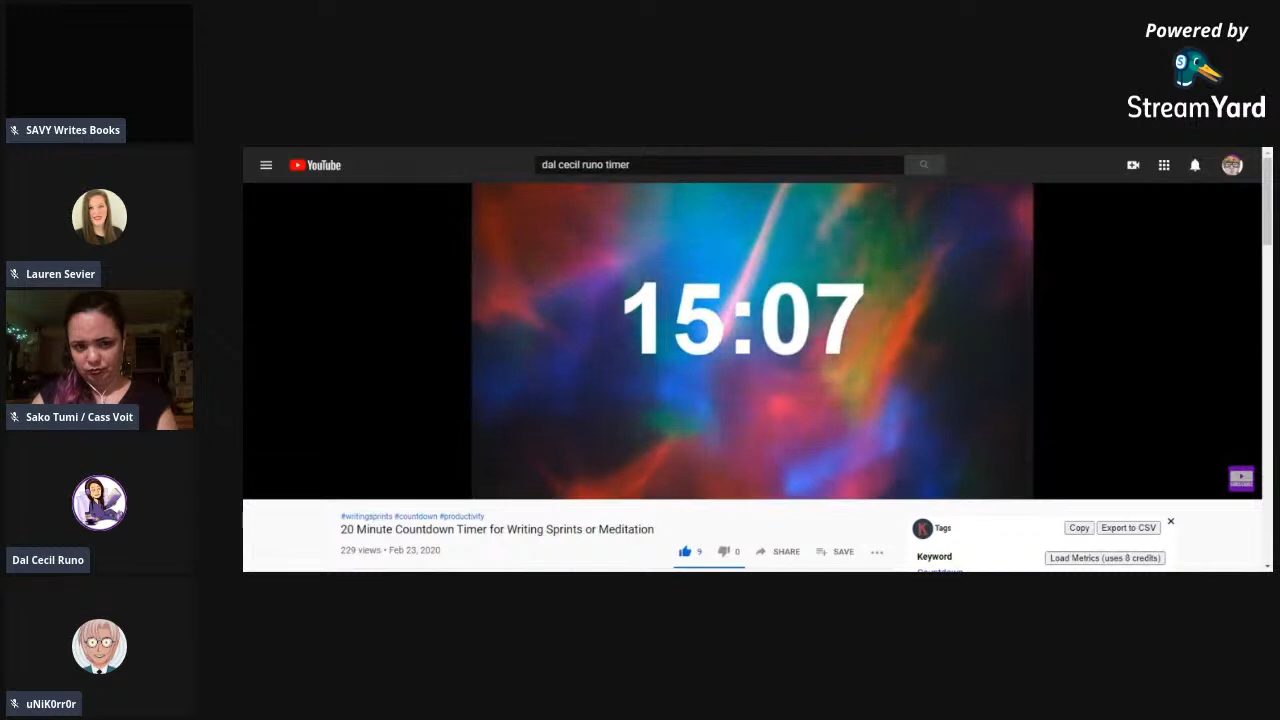 Powered by
StreamYard
SAVY Writes Books
Lauren Sevier
Sako Tumi / Cass Voit
Dal Cecil Runo
uNiK0rr0r
YouTube
dal cecil runo timer
15:07
#writingsprints #countdown #productivity
20 Minute Countdown Timer for Writing Sprints or Meditation
229 views • Feb 23, 2020
9
0
SHARE
SAVE
Tags
Copy
Export to CSV
Keyword
Load Metrics (uses 8 credits)